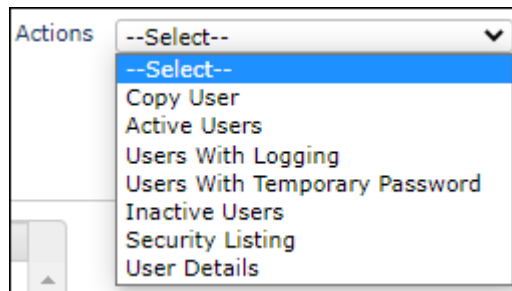 Actions --Select--
--Select--
Copy User
Active Users
Users With Logging
Users With Temporary Password
Inactive Users
Security Listing
User Details